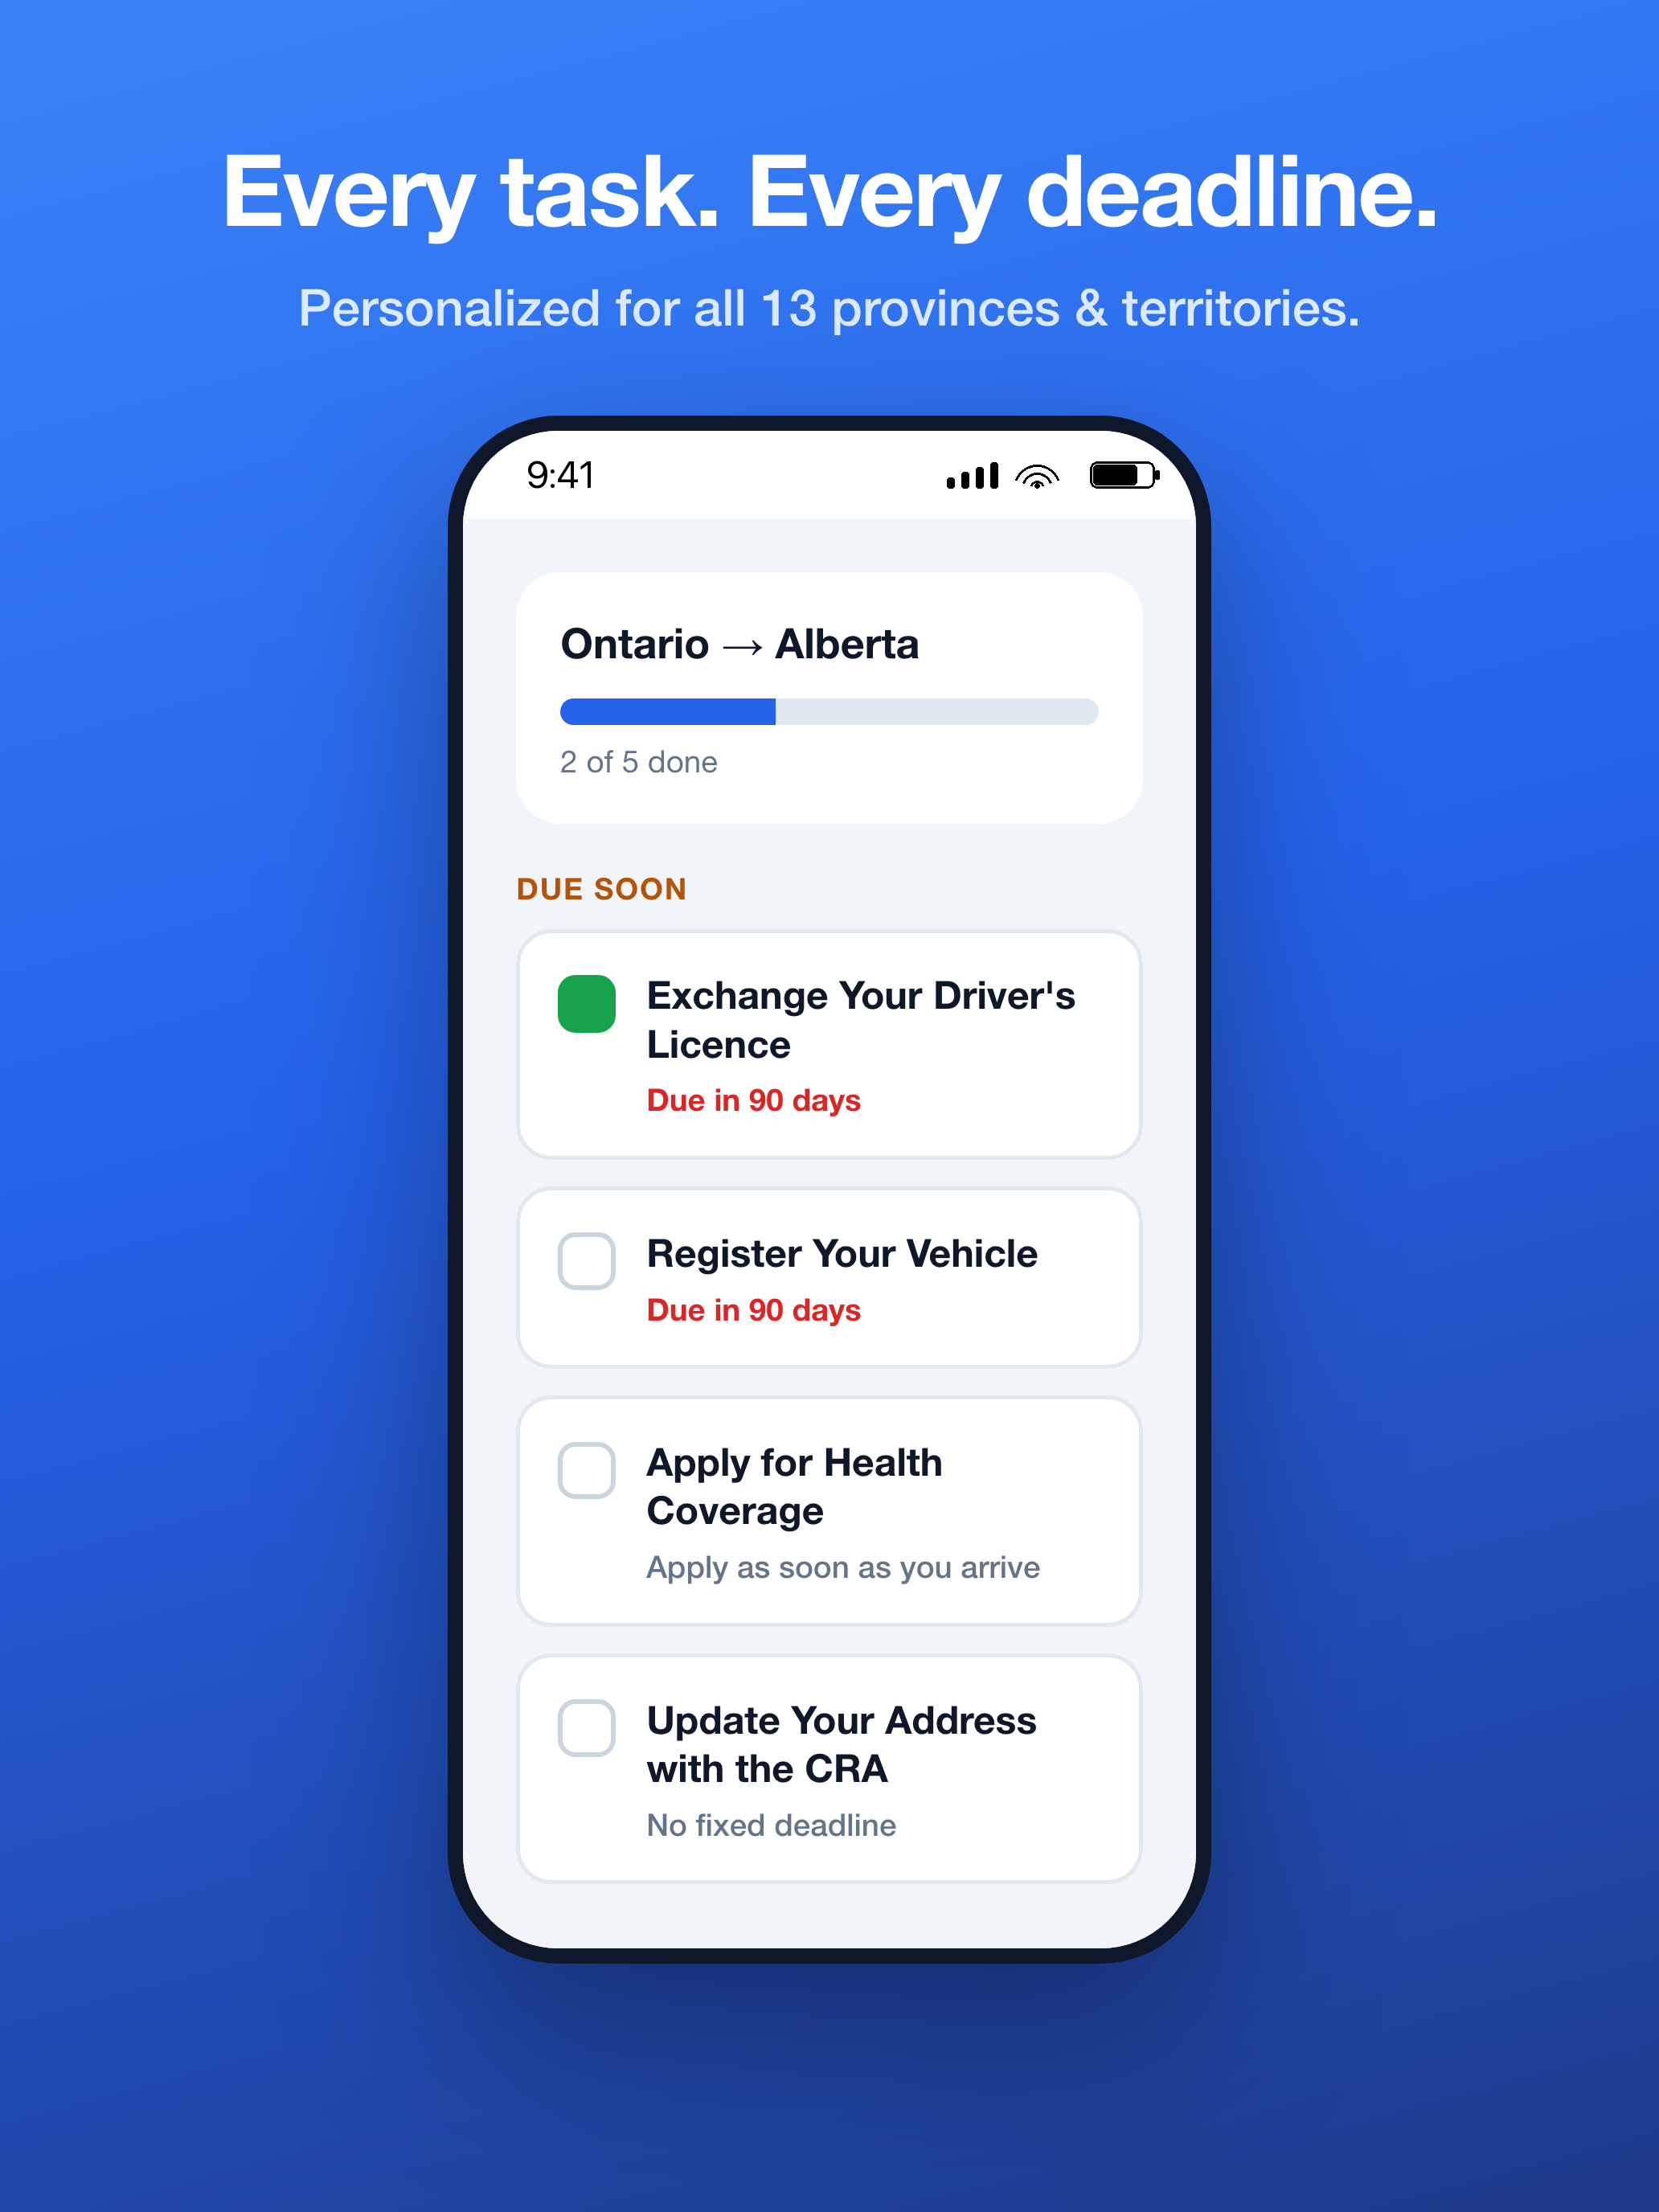 Every task. Every deadline.
Personalized for all 13 provinces & territories.
9:41
Ontario → Alberta
2 of 5 done
DUE SOON
Exchange Your Driver's
Licence
Due in 90 days
Register Your Vehicle
Due in 90 days
Apply for Health
Coverage
Apply as soon as you arrive
Update Your Address
with the CRA
No fixed deadline